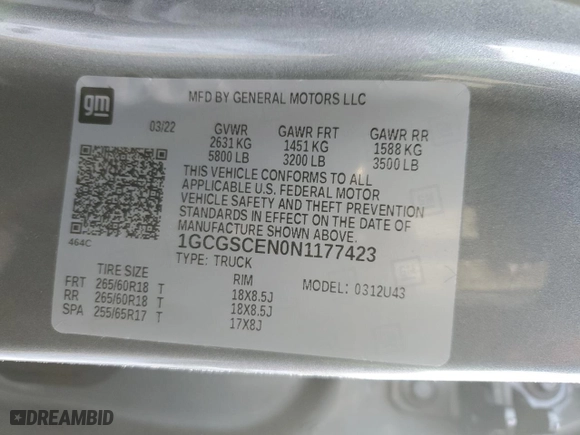 gm
MFD BY GENERAL MOTORS LLC
03/22 GVWR GAWR FRT GAWR RR
2631 KG 1451 KG 1588 KG
5800 LB 3200 LB 3500 LB
THIS VEHICLE CONFORMS TO ALL
APPLICABLE U.S. FEDERAL MOTOR
VEHICLE SAFETY AND THEFT PREVENTION
STANDARDS IN EFFECT ON THE DATE OF
MANUFACTURE SHOWN ABOVE.
464C
1GCGSCEN0N1177423
TYPE: TRUCK
TIRE SIZE RIM MODEL: 0312U43
FRT 265/60R18 T 18X8.5J
RR 265/60R18 T 18X8.5J
SPA 255/65R17 T 17X8J
DREAMBID